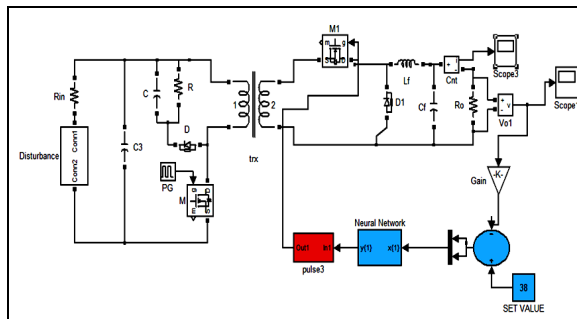 M1
g
m
S
D
Rin
C
R
Lf
i
+
-
Cnt
Scope3
1
2
D1
Cf
Ro
+
-
v
Vo1
Scope
Conn1
Conn2
Disturbance
C3
D
trx
PG
g
D
M
m
S
Gain
-K-
Neural Network
Out1
In1
y(1)
x(1)
pulse3
-
+
38
SET VALUE